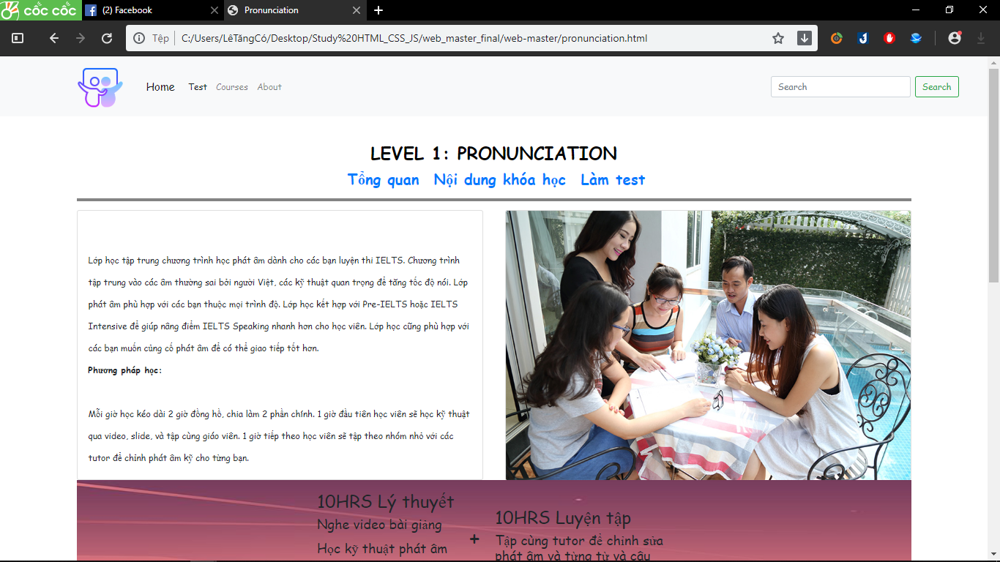 cốc cốc (2) Facebook Pronunciation
Tệp C:/Users/LêTăngCó/Desktop/Study%20HTML_CSS_JS/web_master_final/web-master/pronunciation.html
Home Test Courses About Search Search
LEVEL 1: PRONUNCIATION
Tổng quan Nội dung khóa học Làm test
Lớp học tập trung chương trình học phát âm dành cho các bạn luyện thi IELTS. Chương trình
tập trung vào các âm thường sai bởi người Việt, các kỹ thuật quan trọng để tăng tốc độ nói. Lớp
phát âm phù hợp với các bạn thuộc mọi trình độ. Lớp học kết hợp với Pre-IELTS hoặc IELTS
Intensive để giúp nâng điểm IELTS Speaking nhanh hơn cho học viên. Lớp học cũng phù hợp với
các bạn muốn củng cố phát âm để có thể giao tiếp tốt hơn.
Phương pháp học:
Mỗi giờ học kéo dài 2 giờ đồng hồ, chia làm 2 phần chính. 1 giờ đầu tiên học viên sẽ học kỹ thuật
qua video, slide, và tập cùng giáo viên. 1 giờ tiếp theo học viên sẽ tập theo nhóm nhỏ với các
tutor để chỉnh phát âm kỹ cho từng bạn.
10HRS Lý thuyết
Nghe video bài giảng
Học kỹ thuật phát âm
+
10HRS Luyện tập
Tập cùng tutor để chỉnh sửa
phát âm và từng từ và câu